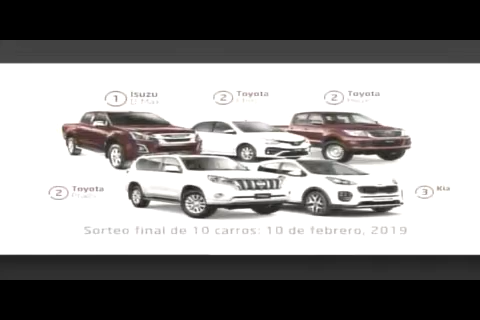 1 Isuzu
D-Max
2 Toyota
2 Toyota
2 Toyota
Prado
3 Kia
Sorteo final de 10 carros: 10 de febrero, 2019